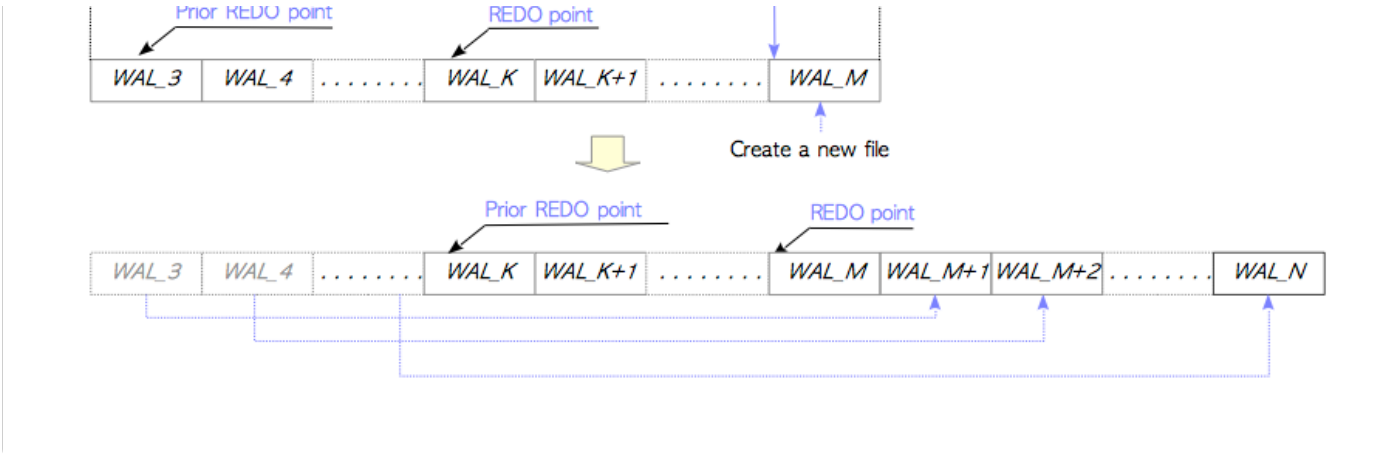 Prior REDO point
REDO point
WAL_3 WAL_4 ........ WAL_K WAL_K+1 ........ WAL_M
Create a new file
Prior REDO point
REDO point
WAL_3 WAL_4 ........ WAL_K WAL_K+1 ........ WAL_M WAL_M+1 WAL_M+2 ........ WAL_N